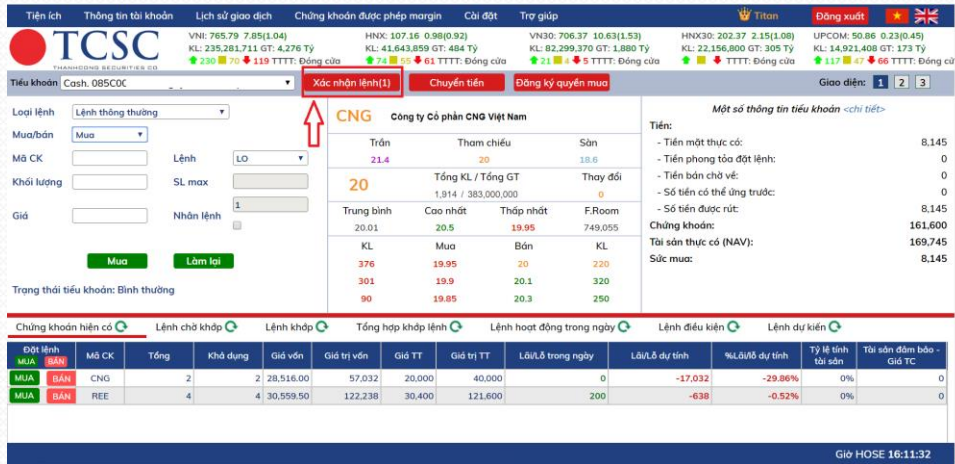 Tiện ích Thông tin tài khoản Lịch sử giao dịch Chứng khoán được phép margin Cài đặt Trợ giúp Titan Đăng xuất
TCSC
THANHCONG SECURITIES CO
VNI: 765.79 7.85(1.04) HNX: 107.16 0.98(0.92) VN30: 706.37 10.63(1.53) HNX30: 202.37 2.15(1.08) UPCOM: 50.86 0.23(0.45)
KL: 235,281,711 GT: 4,276 Tỷ KL: 41,643,859 GT: 484 Tỷ KL: 82,299,370 GT: 1,880 Tỷ KL: 22,156,800 GT: 305 Tỷ KL: 14,921,408 GT: 173 Tỷ
230 70 119 TTTT: Đóng cửa 74 55 61 TTTT: Đóng cửa 21 4 5 TTTT: Đóng cửa TTTT: Đóng cửa 117 47 66 TTTT: Đóng cử
Tiểu khoản Cash. 085C0C Xác nhận lệnh(1) Chuyển tiền Đăng ký quyền mua Giao diện: 1 2 3
Loại lệnh Lệnh thông thường
Mua/bán Mua
Mã CK Lệnh LO
Khối lượng SL max
1
Giá Nhân lệnh
Mua Làm lại
Trạng thái tiểu khoản: Bình thường
CNG Công ty Cổ phần CNG Việt Nam
Trần Tham chiếu Sàn
21.4 20 18.6
20 Tổng KL / Tổng GT Thay đổi
1,914 / 383,000,000 0
Trung bình Cao nhất Thấp nhất F.Room
20.01 20.5 19.95 749,055
KL Mua Bán KL
376 19.95 20 220
301 19.9 20.1 320
90 19.85 20.3 250
Một số thông tin tiểu khoản <chi tiết>
Tiền:
- Tiền mặt thực có: 8,145
- Tiền phong tỏa đặt lệnh: 0
- Tiền bán chờ về: 0
- Số tiền có thể ứng trước: 0
- Số tiền được rút: 8,145
Chứng khoán: 161,600
Tài sản thực có (NAV): 169,745
Sức mua: 8,145
Chứng khoán hiện có Lệnh chờ khớp Lệnh khớp Tổng hợp khớp lệnh Lệnh hoạt động trong ngày Lệnh điều kiện Lệnh dự kiến
Đặt lệnh MUA BÁN Mã CK Tổng Khả dụng Giá vốn Giá trị vốn Giá TT Giá trị TT Lãi/Lỗ trong ngày Lãi/Lỗ dự tính %Lãi/lỗ dự tính Tỷ lệ tính tài sản Tài sản đảm bảo - Giá TC
MUA BÁN CNG 2 2 28,516.00 57,032 20,000 40,000 0 -17,032 -29.86% 0% 0
MUA BÁN REE 4 4 30,559.50 122,238 30,400 121,600 200 -638 -0.52% 0% 0
Giờ HOSE 16:11:32